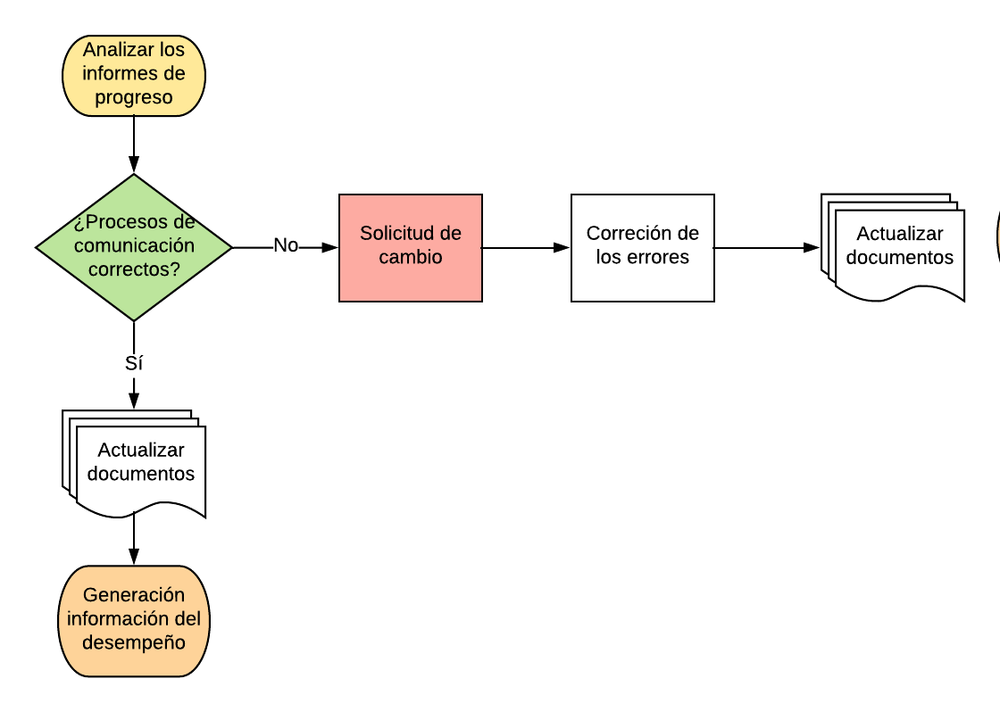 Analizar los
informes de
progreso
¿Procesos de
comunicación
correctos?
No
Solicitud de
cambio
Correción de
los errores
Actualizar
documentos
Sí
Actualizar
documentos
Generación
información del
desempeño